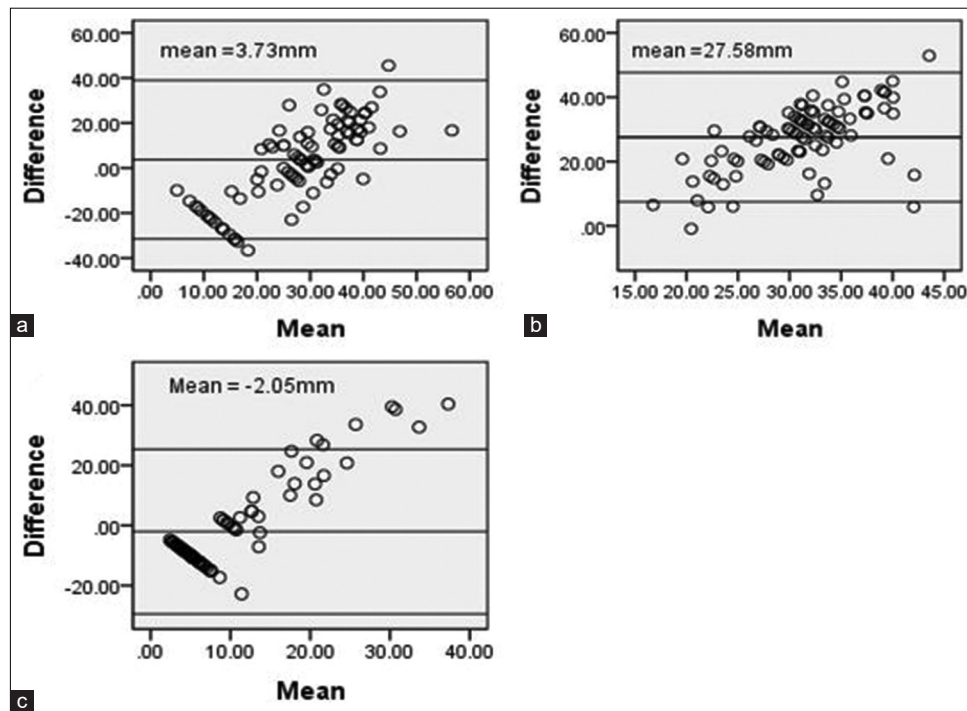 60.00
40.00
20.00
.00
-20.00
-40.00
Difference
mean =3.73mm
.00 10.00 20.00 30.00 40.00 50.00 60.00
Mean
a
60.00
40.00
20.00
.00
Difference
mean =27.58mm
15.00 20.00 25.00 30.00 35.00 40.00 45.00
Mean
b
40.00
20.00
.00
-20.00
Difference
Mean = -2.05mm
.00 10.00 20.00 30.00 40.00
Mean
c